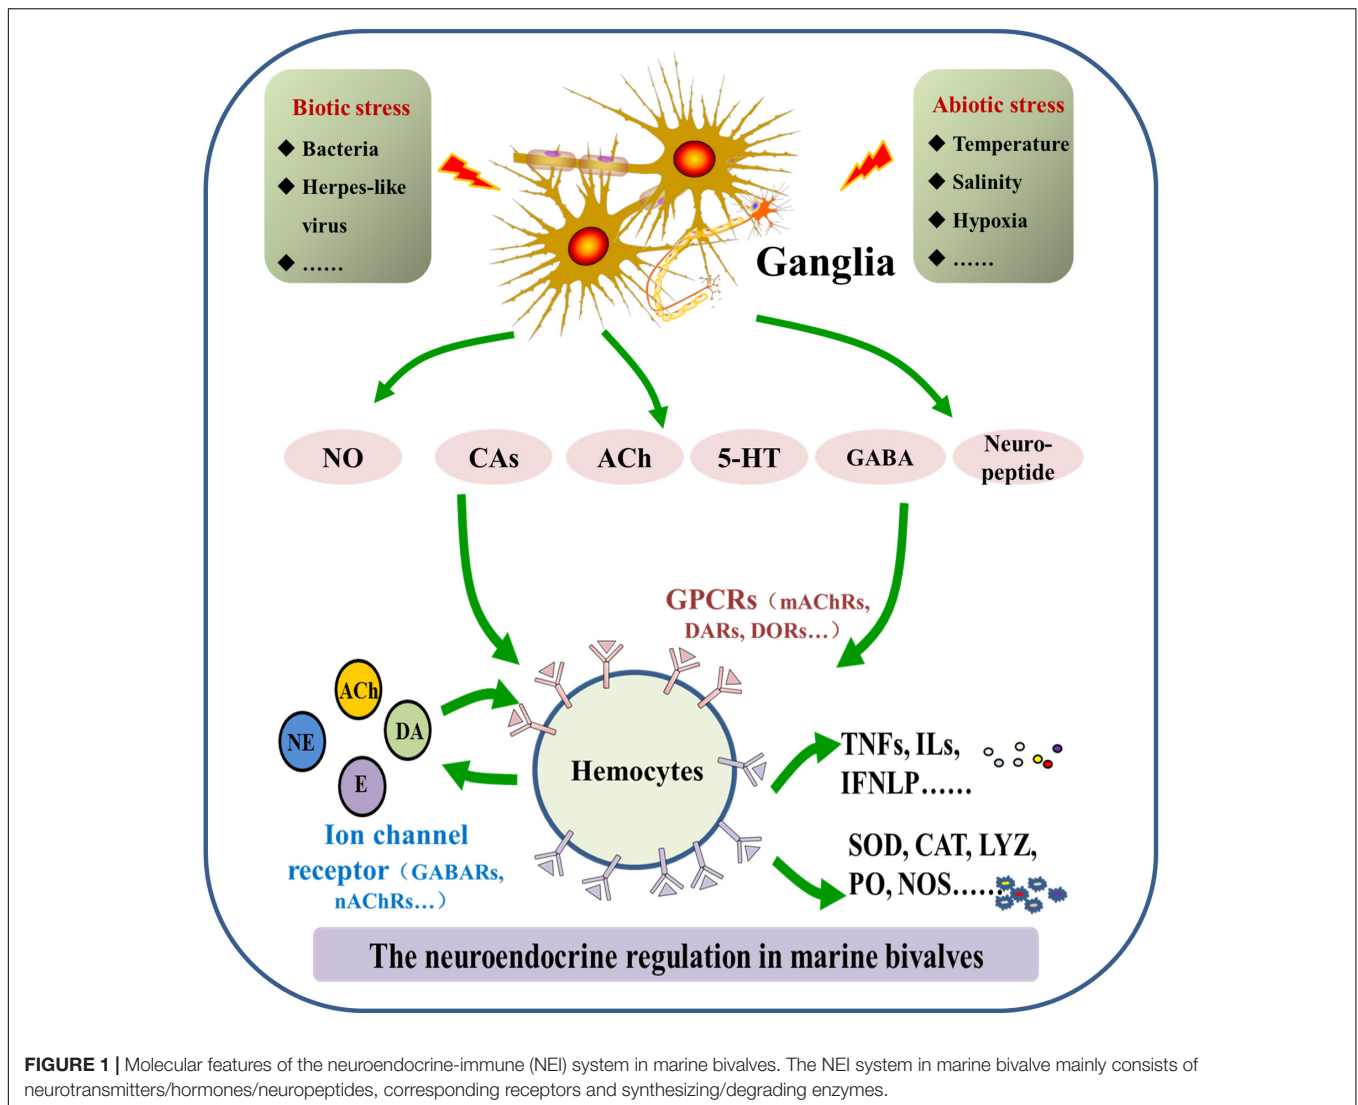 Biotic stress
◆ Bacteria
◆ Herpes-like
virus
◆ ......
Abiotic stress
◆ Temperature
◆ Salinity
◆ Hypoxia
◆ ......
Ganglia
NO
CAs
ACh
5-HT
GABA
Neuro-
peptide
GPCRs（mAChRs,
DARs, DORs...）
ACh
NE
DA
E
Hemocytes
TNFs, ILs,
IFNLP......
Ion channel
receptor（GABARs,
nAChRs...）
SOD, CAT, LYZ,
PO, NOS......
The neuroendocrine regulation in marine bivalves
FIGURE 1 | Molecular features of the neuroendocrine-immune (NEI) system in marine bivalves. The NEI system in marine bivalve mainly consists of
neurotransmitters/hormones/neuropeptides, corresponding receptors and synthesizing/degrading enzymes.